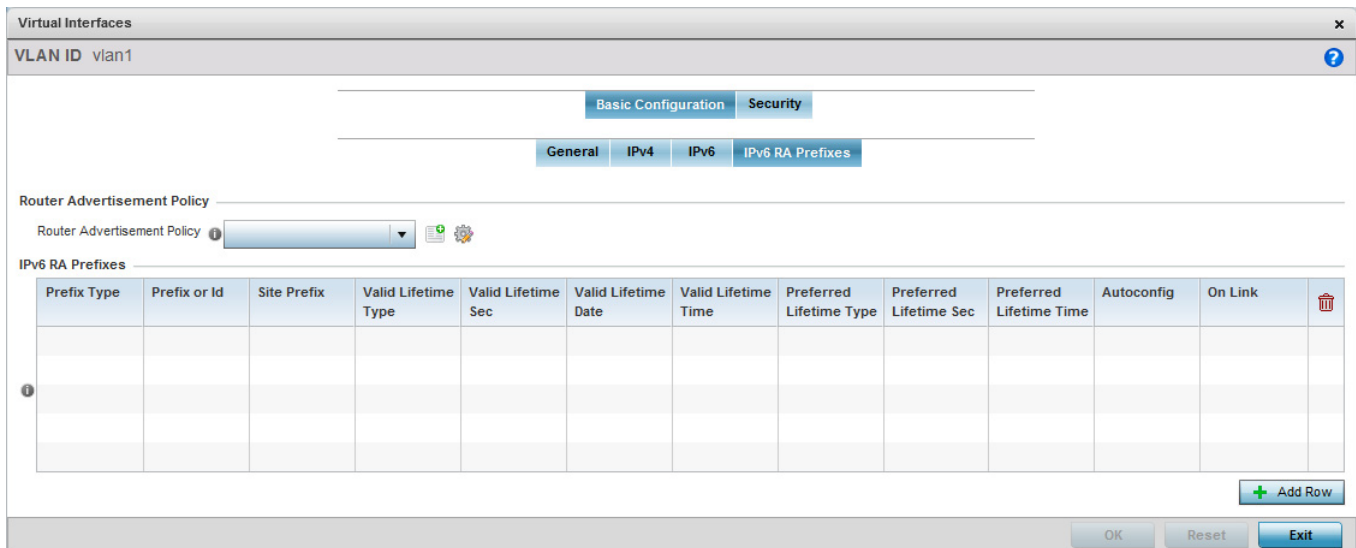 Virtual Interfaces
VLAN ID vlan1
Basic Configuration Security
General IPv4 IPv6 IPv6 RA Prefixes
Router Advertisement Policy
Router Advertisement Policy
IPv6 RA Prefixes
Prefix Type Prefix or Id Site Prefix Valid Lifetime Type Valid Lifetime Sec Valid Lifetime Date Valid Lifetime Time Preferred Lifetime Type Preferred Lifetime Sec Preferred Lifetime Time Autoconfig On Link
Add Row
OK Reset Exit